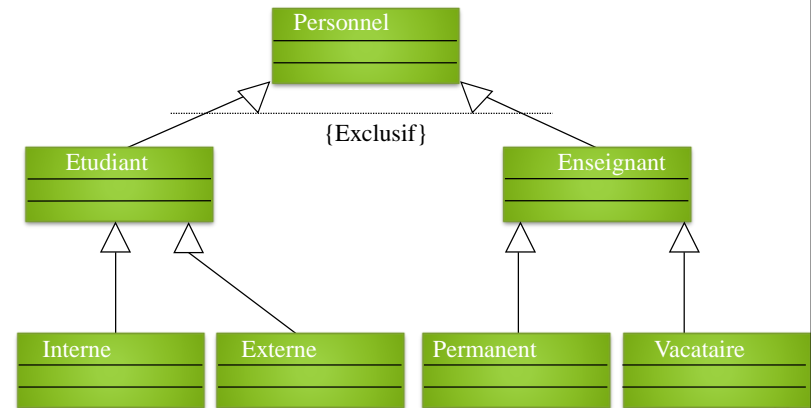 Personnel
{Exclusif}
Etudiant
Enseignant
Interne
Externe
Permanent
Vacataire